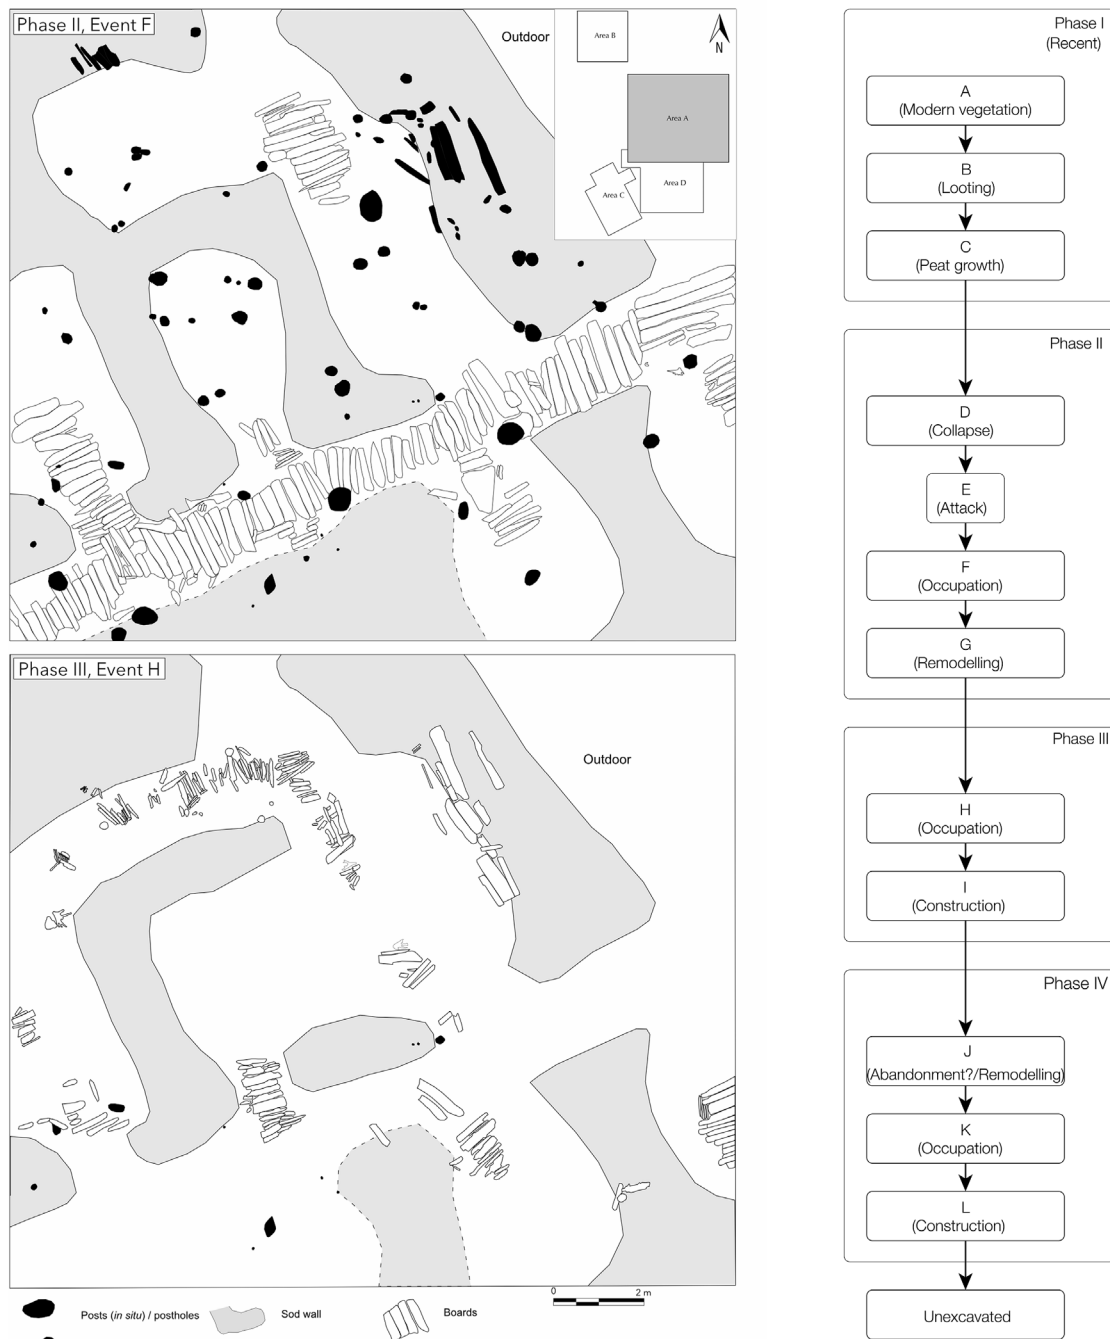 Phase II, Event F
Outdoor
Area B
N
Area A
Area C
Area D
Phase III, Event H
Outdoor
0
2 m
Posts (in situ) / postholes
Sod wall
Boards
Phase I
(Recent)
A
(Modern vegetation)
B
(Looting)
C
(Peat growth)
Phase II
D
(Collapse)
E
(Attack)
F
(Occupation)
G
(Remodelling)
Phase III
H
(Occupation)
I
(Construction)
Phase IV
J
(Abandonment?/Remodelling)
K
(Occupation)
L
(Construction)
Unexcavated